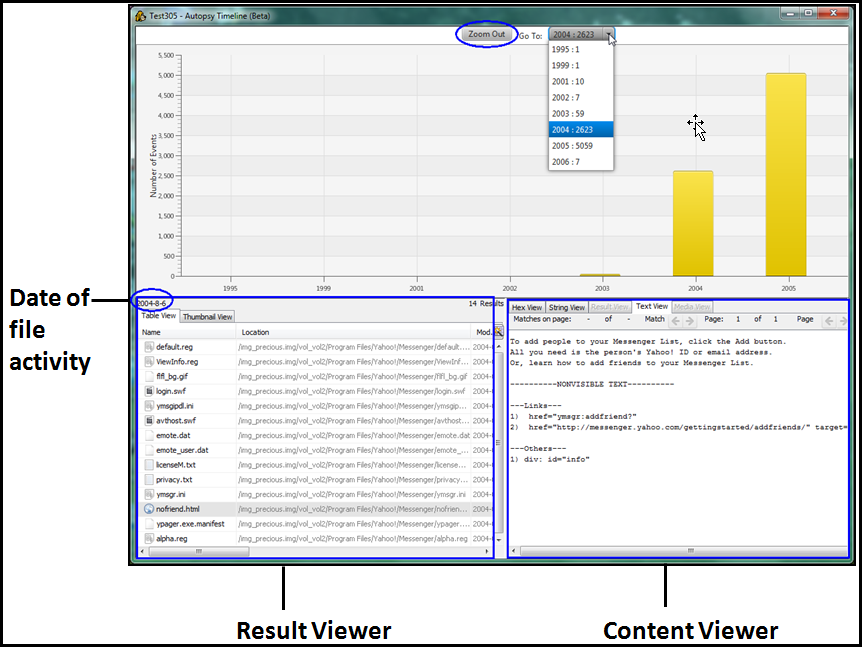 Test305 - Autopsy Timeline (Beta)
Zoom Out Go To: 2004 : 2623
1995 : 1
1999 : 1
2001 : 10
2002 : 7
2003 : 59
2004 : 2623
2005 : 5059
2006 : 7
Number of Events
5,500
5,000
4,500
4,000
3,500
3,000
2,500
2,000
1,500
1,000
500
0
1995 1999 2001 2002 2003 2004 2005
Date of
file
activity
2004-8-6 14 Results
Table View Thumbnail View
Name Location Mod.
default.reg /img_precious.img/vol_vol2/Program Files/Yahoo!/Messenger/default.... 2004-
ViewInfo.reg /img_precious.img/vol_vol2/Program Files/Yahoo!/Messenger/ViewInf... 2004-
fifl_bg.gif /img_precious.img/vol_vol2/Program Files/Yahoo!/Messenger/fifl_bg.gif 2004-
login.swf /img_precious.img/vol_vol2/Program Files/Yahoo!/Messenger/login.swf 2004-
ymsgipdl.ini /img_precious.img/vol_vol2/Program Files/Yahoo!/Messenger/ymsgip... 2004-
avthost.swf /img_precious.img/vol_vol2/Program Files/Yahoo!/Messenger/avthost... 2004-
emote.dat /img_precious.img/vol_vol2/Program Files/Yahoo!/Messenger/emote.dat 2004-
emote_user.dat /img_precious.img/vol_vol2/Program Files/Yahoo!/Messenger/emote_... 2004-
licenseM.txt /img_precious.img/vol_vol2/Program Files/Yahoo!/Messenger/license... 2004-
privacy.txt /img_precious.img/vol_vol2/Program Files/Yahoo!/Messenger/privacy.... 2004-
ymsgr.ini /img_precious.img/vol_vol2/Program Files/Yahoo!/Messenger/ymsgr.ini 2004-
nofriend.html /img_precious.img/vol_vol2/Program Files/Yahoo!/Messenger/nofrien... 2004-
ypager.exe.manifest /img_precious.img/vol_vol2/Program Files/Yahoo!/Messenger/ypager.... 2004-
alpha.reg /img_precious.img/vol_vol2/Program Files/Yahoo!/Messenger/alpha.reg 2004-
Hex View String View Result View Text View Media View
Matches on page: - of - Match Page: 1 of 1 Page
To add people to your Messenger List, click the Add button.
All you need is the person's Yahoo! ID or email address.
Or, learn how to add friends to your Messenger List.
----------NONVISIBLE TEXT----------
---Links---
1) href="ymsgr:addfriend?"
2) href="http://messenger.yahoo.com/gettingstarted/addfriends/" target=
---Others---
1) div: id="info"
Result Viewer
Content Viewer